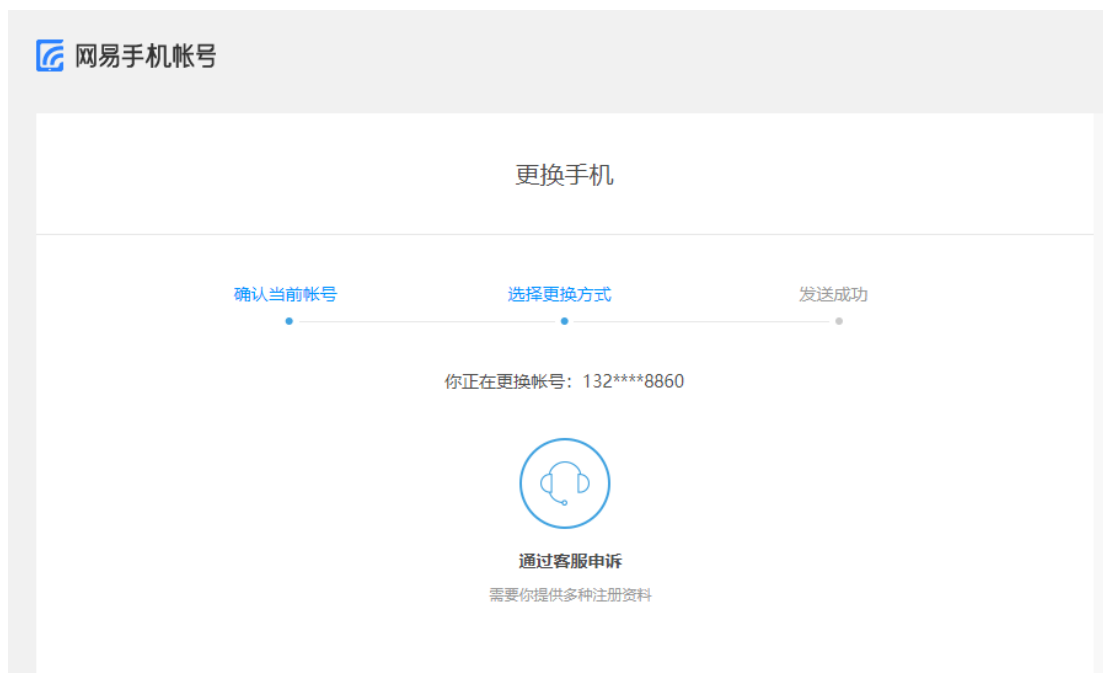 网易手机帐号
更换手机
确认当前帐号 选择更换方式 发送成功
你正在更换帐号：132****8860
通过客服申诉
需要你提供多种注册资料